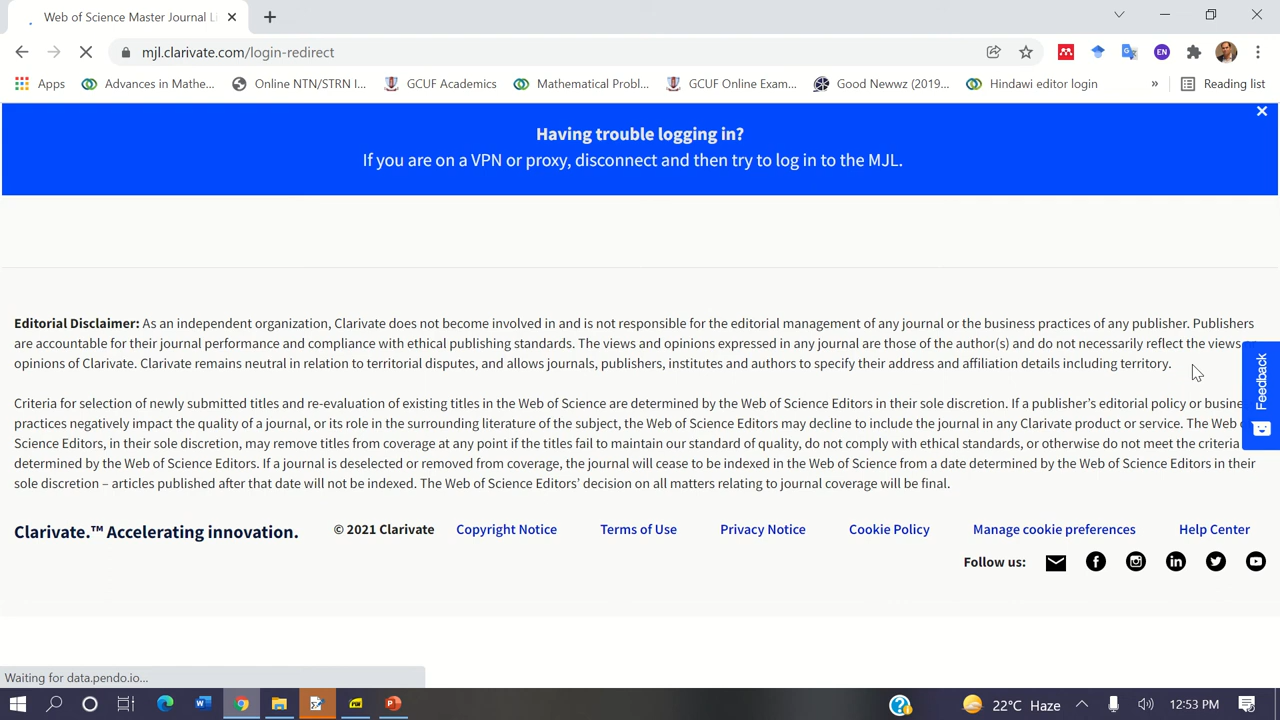 Web of Science Master Journal Li
mjl.clarivate.com/login-redirect
EN
Apps
Advances in Mathe...
Online NTN/STRN I...
GCUF Academics
Mathematical Probl...
GCUF Online Exam...
Good Newwz (2019...
Hindawi editor login
»
Reading list
Having trouble logging in?
If you are on a VPN or proxy, disconnect and then try to log in to the MJL.
Editorial Disclaimer: As an independent organization, Clarivate does not become involved in and is not responsible for the editorial management of any journal or the business practices of any publisher. Publishers
are accountable for their journal performance and compliance with ethical publishing standards. The views and opinions expressed in any journal are those of the author(s) and do not necessarily reflect the views
opinions of Clarivate. Clarivate remains neutral in relation to territorial disputes, and allows journals, publishers, institutes and authors to specify their address and affiliation details including territory.
Feedback
Criteria for selection of newly submitted titles and re-evaluation of existing titles in the Web of Science are determined by the Web of Science Editors in their sole discretion. If a publisher's editorial policy or busine
practices negatively impact the quality of a journal, or its role in the surrounding literature of the subject, the Web of Science Editors may decline to include the journal in any Clarivate product or service. The Web
Science Editors, in their sole discretion, may remove titles from coverage at any point if the titles fail to maintain our standard of quality, do not comply with ethical standards, or otherwise do not meet the criteria
determined by the Web of Science Editors. If a journal is deselected or removed from coverage, the journal will cease to be indexed in the Web of Science from a date determined by the Web of Science Editors in their
sole discretion – articles published after that date will not be indexed. The Web of Science Editors' decision on all matters relating to journal coverage will be final.
Clarivate.™ Accelerating innovation.
© 2021 Clarivate
Copyright Notice
Terms of Use
Privacy Notice
Cookie Policy
Manage cookie preferences
Help Center
Follow us:
Waiting for data.pendo.io...
22°C Haze
12:53 PM